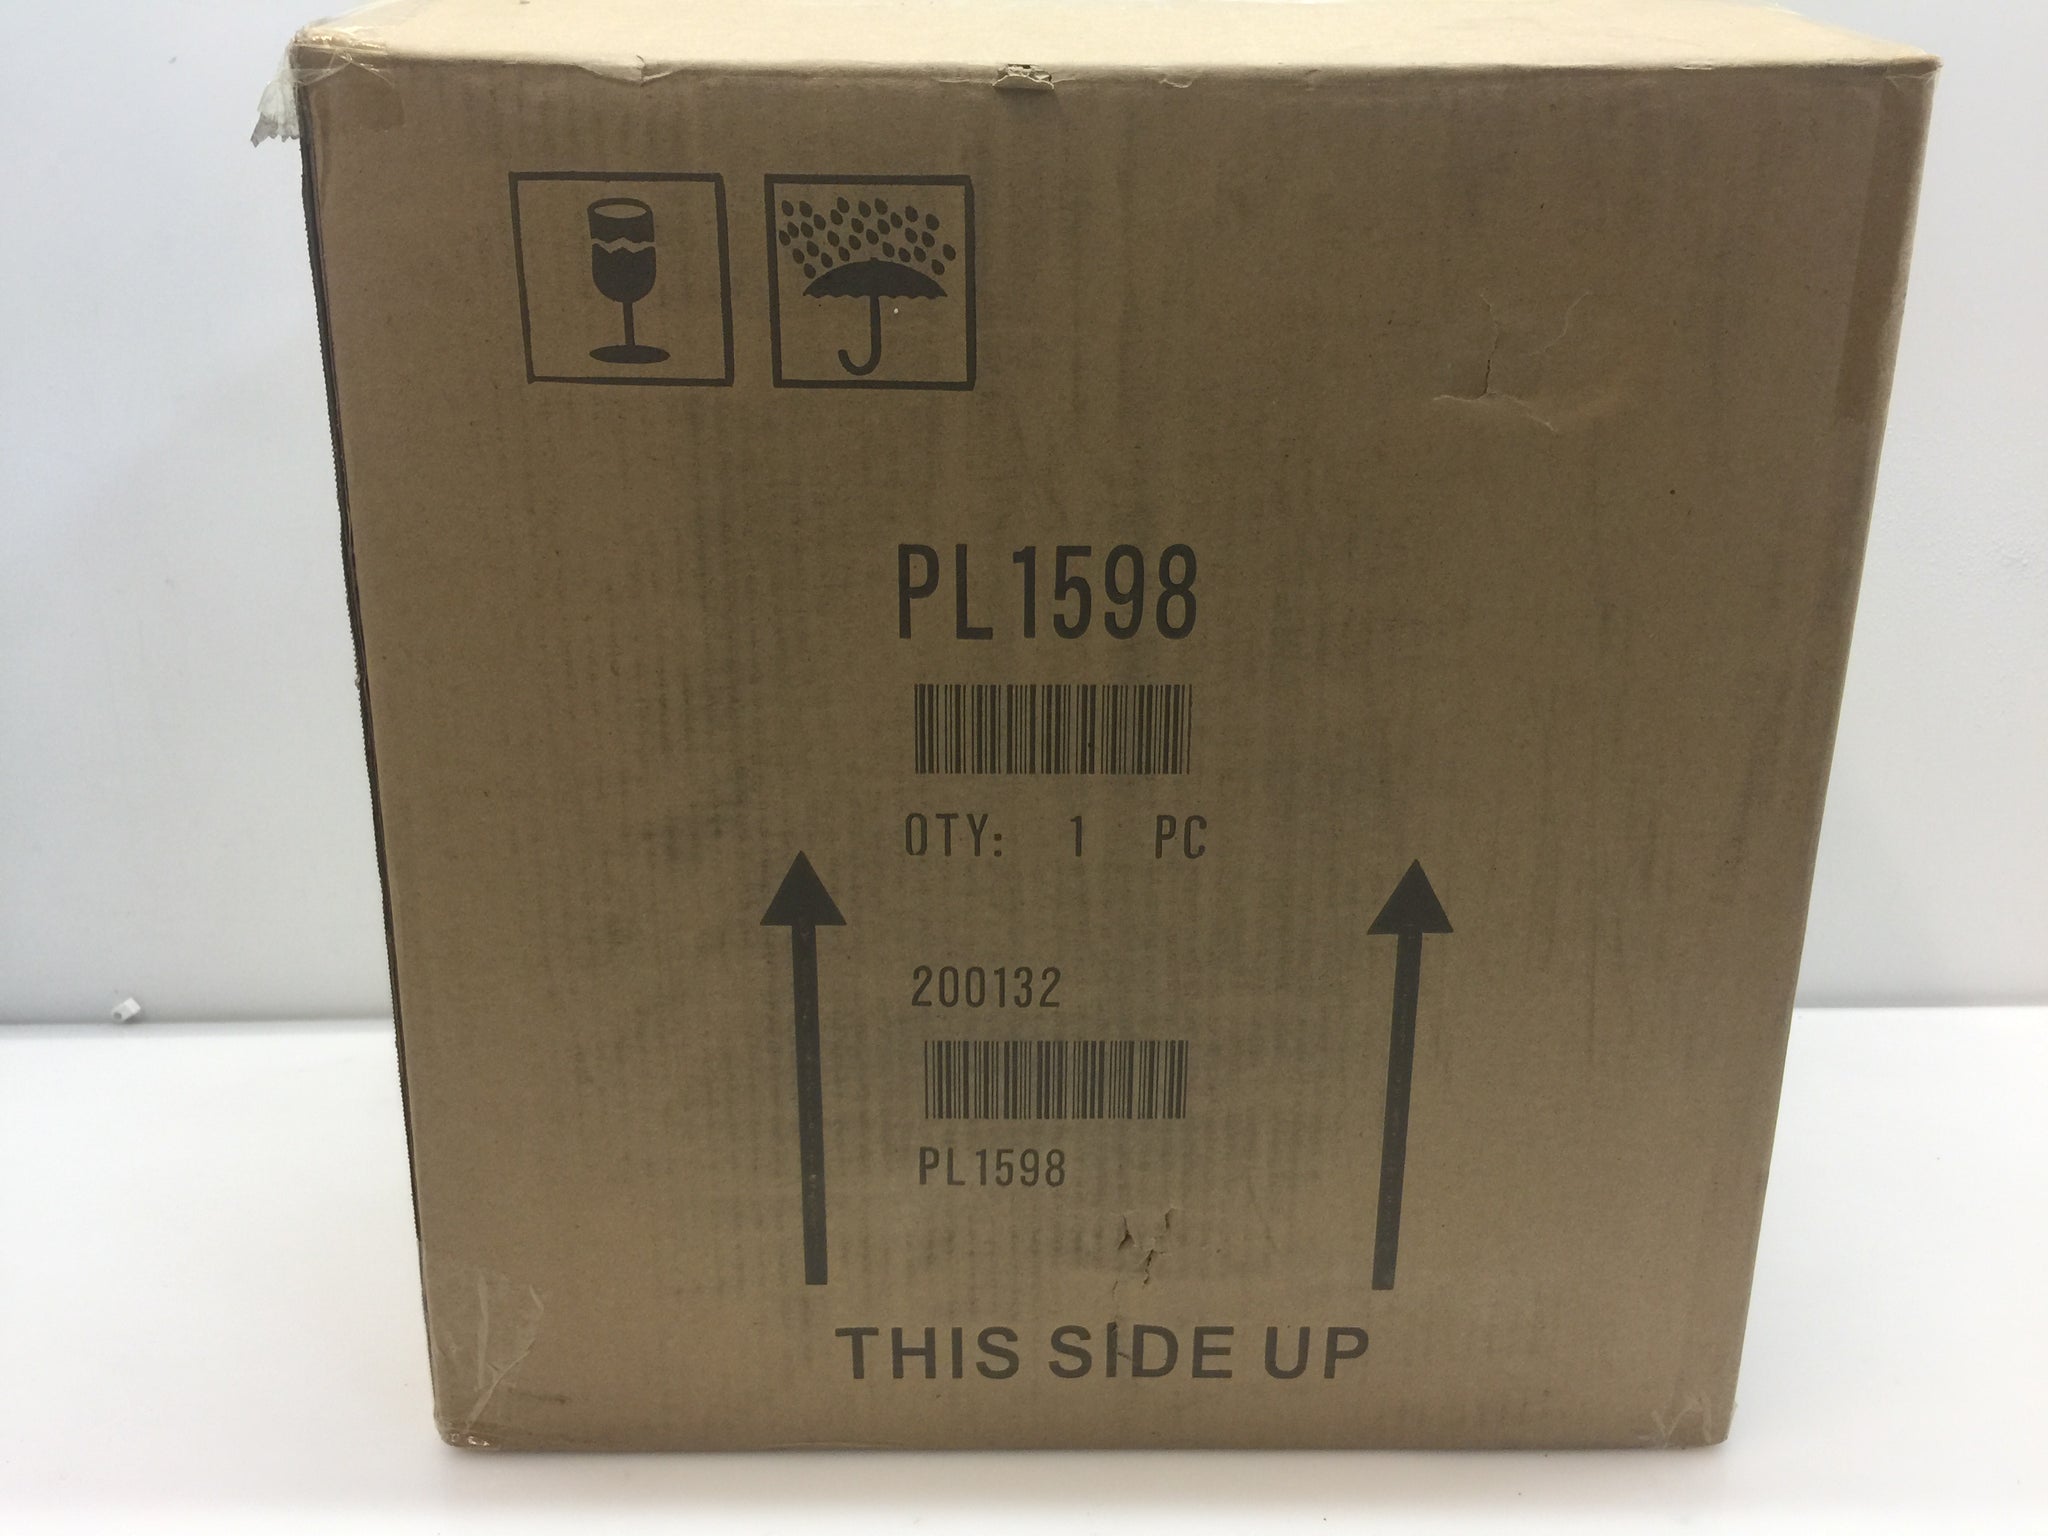 PL1598
QTY: 1 PC
200132
PL1598
THIS SIDE UP